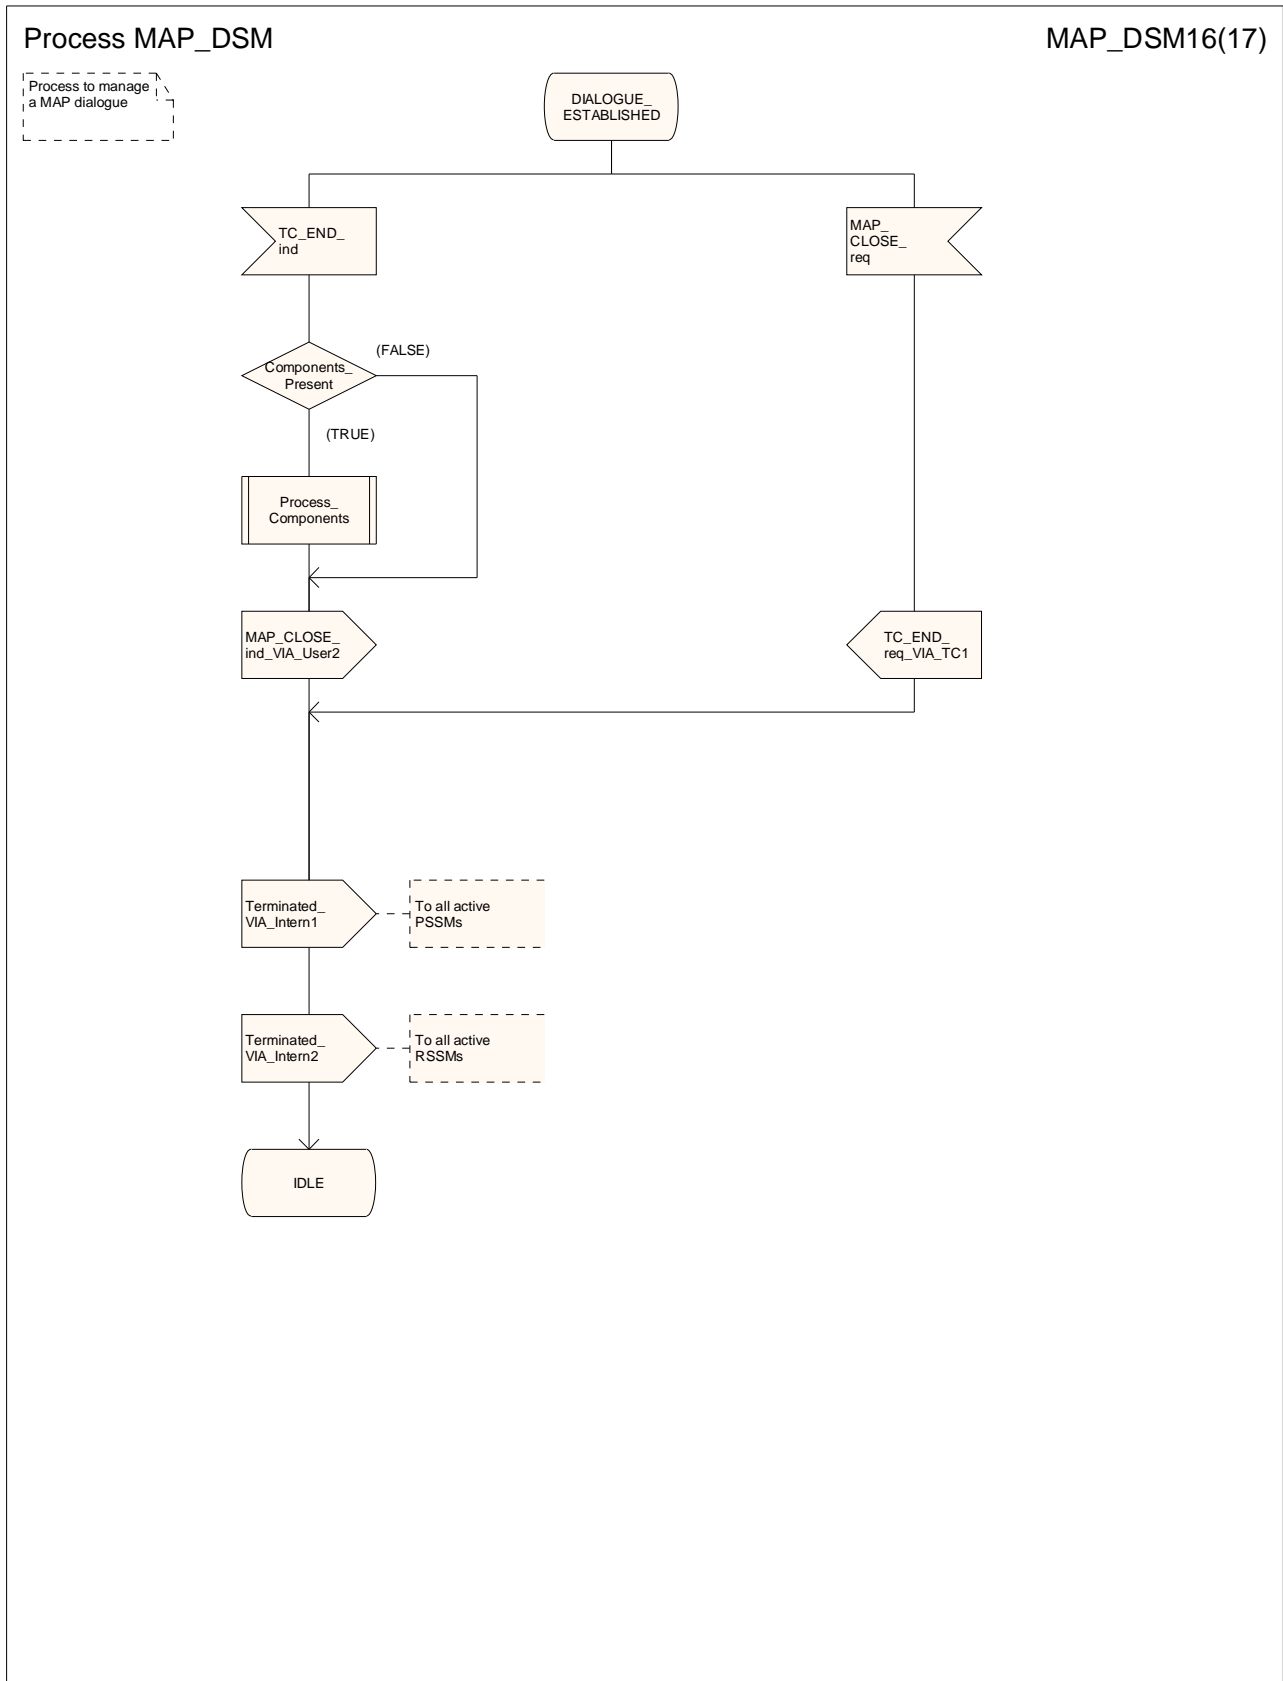 Process MAP_DSM
MAP_DSM16(17)
Process to manage
a MAP dialogue
DIALOGUE_
ESTABLISHED
TC_END_
ind
MAP_
CLOSE_
req
Components_
Present
(FALSE)
(TRUE)
Process_
Components
MAP_CLOSE_
ind_VIA_User2
TC_END_
req_VIA_TC1
Terminated_
VIA_Intern1
To all active
PSSMs
Terminated_
VIA_Intern2
To all active
RSSMs
IDLE